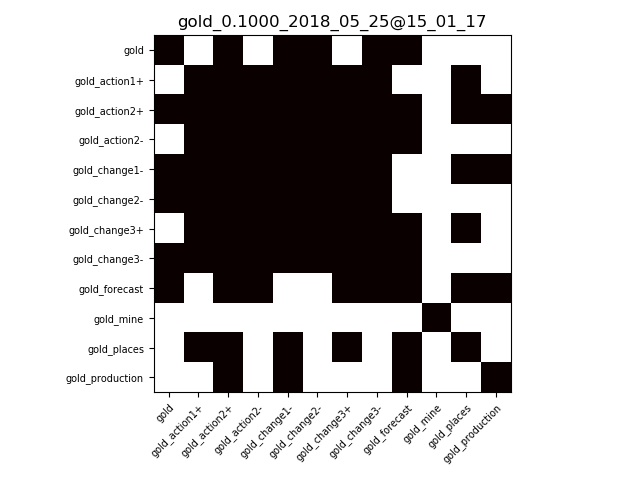 gold_0.1000_2018_05_25@15_01_17
gold
gold_action1+
gold_action2+
gold_action2-
gold_change1-
gold_change2-
gold_change3+
gold_change3-
gold_forecast
gold_mine
gold_places
gold_production
gold
gold_action1+
gold_action2+
gold_action2-
gold_change1-
gold_change2-
gold_change3+
gold_change3-
gold_forecast
gold_mine
gold_places
gold_production